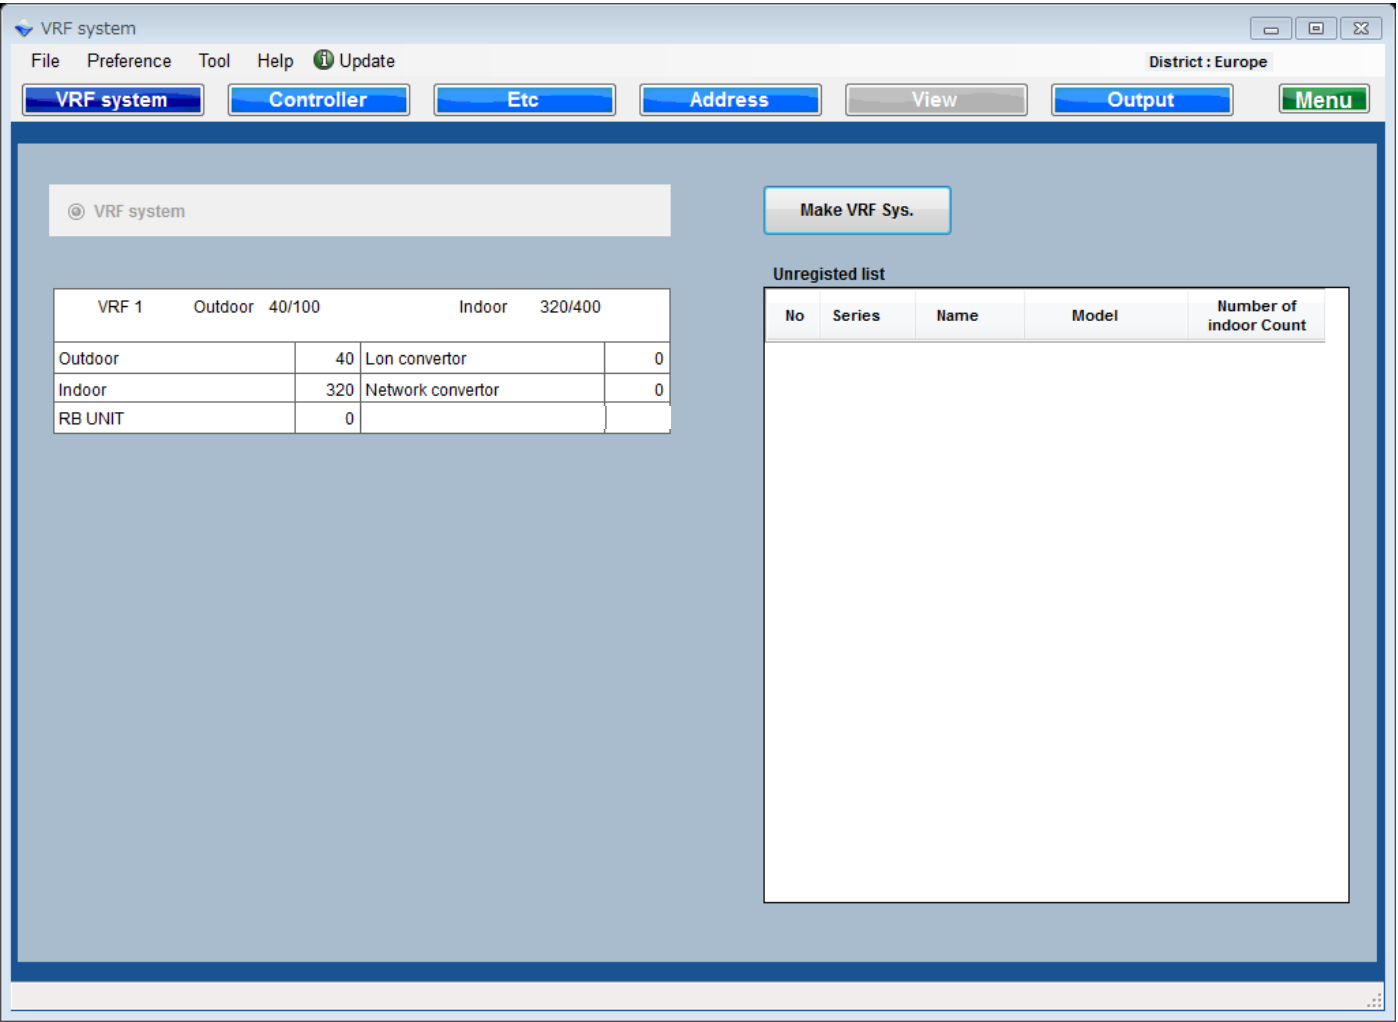 VRF system
File Preference Tool Help Update District : Europe
VRF system Controller Etc Address View Output Menu
VRF system
Make VRF Sys.
Unregisted list
VRF 1 Outdoor 40/100 Indoor 320/400
No Series Name Model Number of indoor Count
Outdoor 40 Lon convertor 0
Indoor 320 Network convertor 0
RB UNIT 0